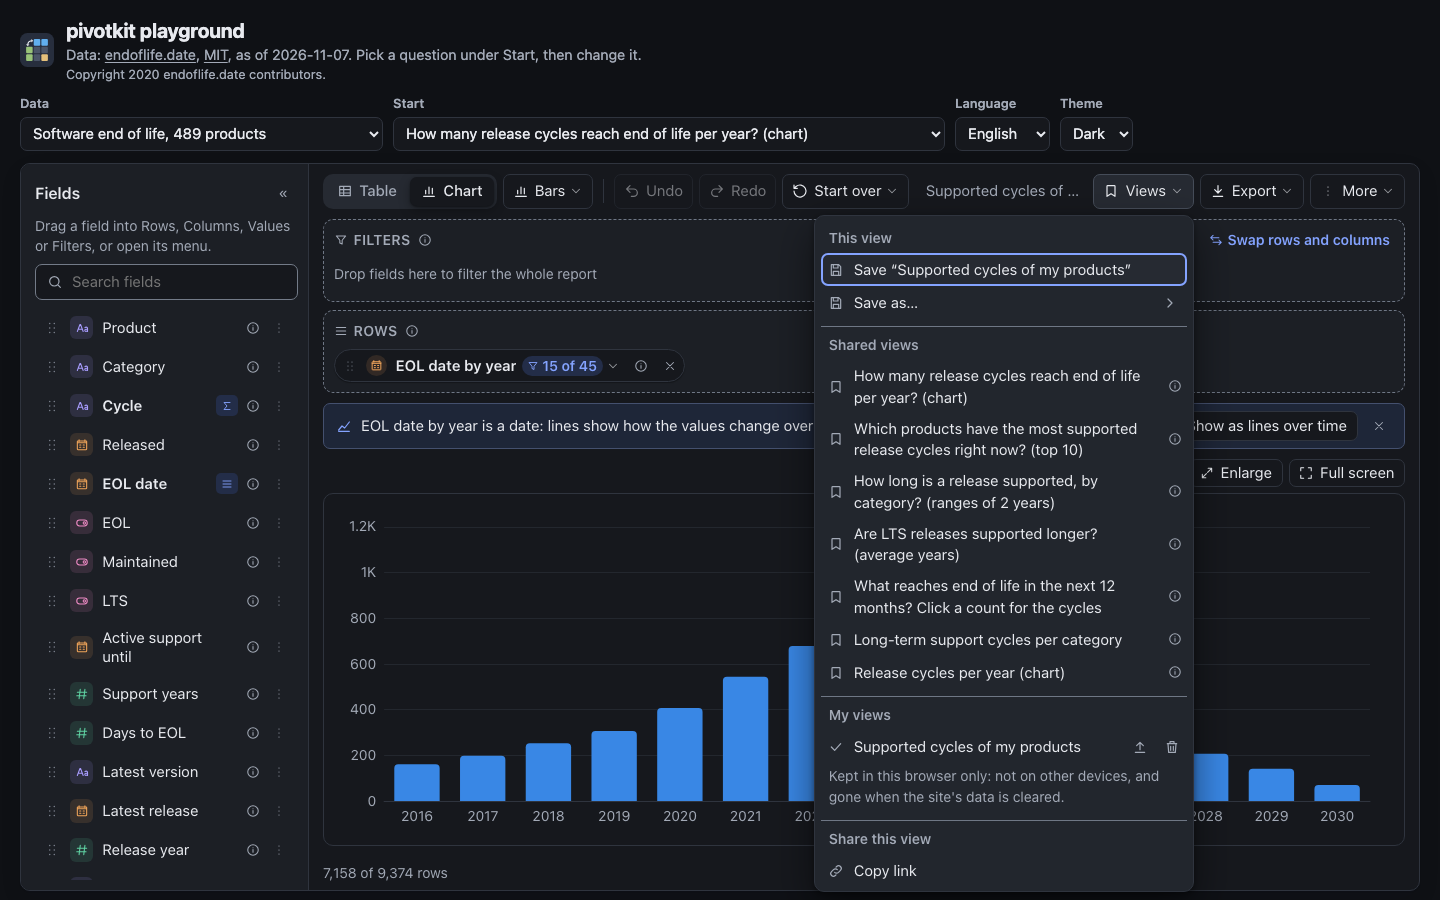 pivotkit playground
Data: endoflife.date, MIT, as of 2026-11-07. Pick a question under Start, then change it.
Copyright 2020 endoflife.date contributors.
Data
Start
Language
Theme
Software end of life, 489 products
How many release cycles reach end of life per year? (chart)
English
Dark
Fields
«
Drag a field into Rows, Columns, Values
or Filters, or open its menu.
Search fields
Aa Product
Aa Category
Aa Cycle Σ
Released
EOL date
EOL
Maintained
LTS
Active support
until
# Support years
# Days to EOL
Aa Latest version
Latest release
# Release year
Table
Chart
Bars
Undo
Redo
Start over
Supported cycles of ...
Views
Export
More
FILTERS
Drop fields here to filter the whole report
Swap rows and columns
ROWS
EOL date by year
15 of 45
EOL date by year is a date: lines show how the values change over
Show as lines over time
Enlarge
Full screen
1.2K
1K
800
600
400
200
0
2016
2017
2018
2019
2020
2021
2029
2030
7,158 of 9,374 rows
This view
Save “Supported cycles of my products”
Save as...
Shared views
How many release cycles reach end of life
per year? (chart)
Which products have the most supported
release cycles right now? (top 10)
How long is a release supported, by
category? (ranges of 2 years)
Are LTS releases supported longer?
(average years)
What reaches end of life in the next 12
months? Click a count for the cycles
Long-term support cycles per category
Release cycles per year (chart)
My views
Supported cycles of my products
Kept in this browser only: not on other devices, and
gone when the site's data is cleared.
Share this view
Copy link